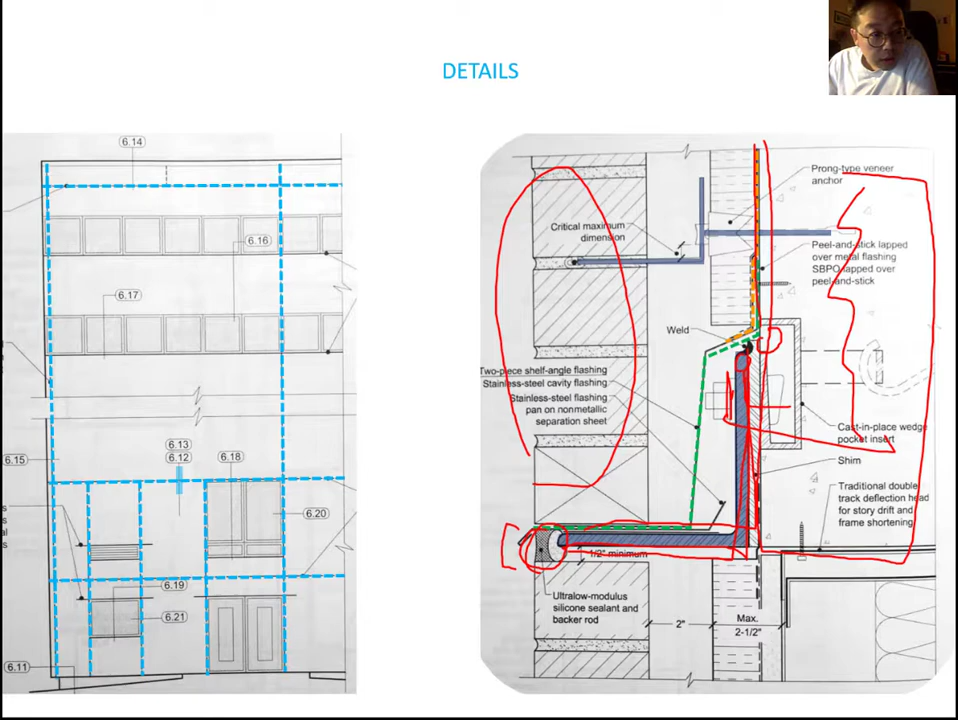 DETAILS
6.14
6.16
6.17
6.13
6.12
6.15
6.18
6.20
6.19
6.21
6.11
Prong-type veneer
anchor
Critical maximum
dimension
Peel-and-stick lapped
over metal flashing
SBPO lapped over
peel-and-stick
Weld
Two-piece shelf-angle flashing
Stainless-steel cavity flashing
Stainless-steel flashing
pan on nonmetallic
separation sheet
Cast-in-place wedge
pocket insert
Shim
Traditional double
track deflection head
for story drift and
frame shortening
1/2" minimum
Ultralow-modulus
silicone sealant and
backer rod
2"
Max.
2-1/2"